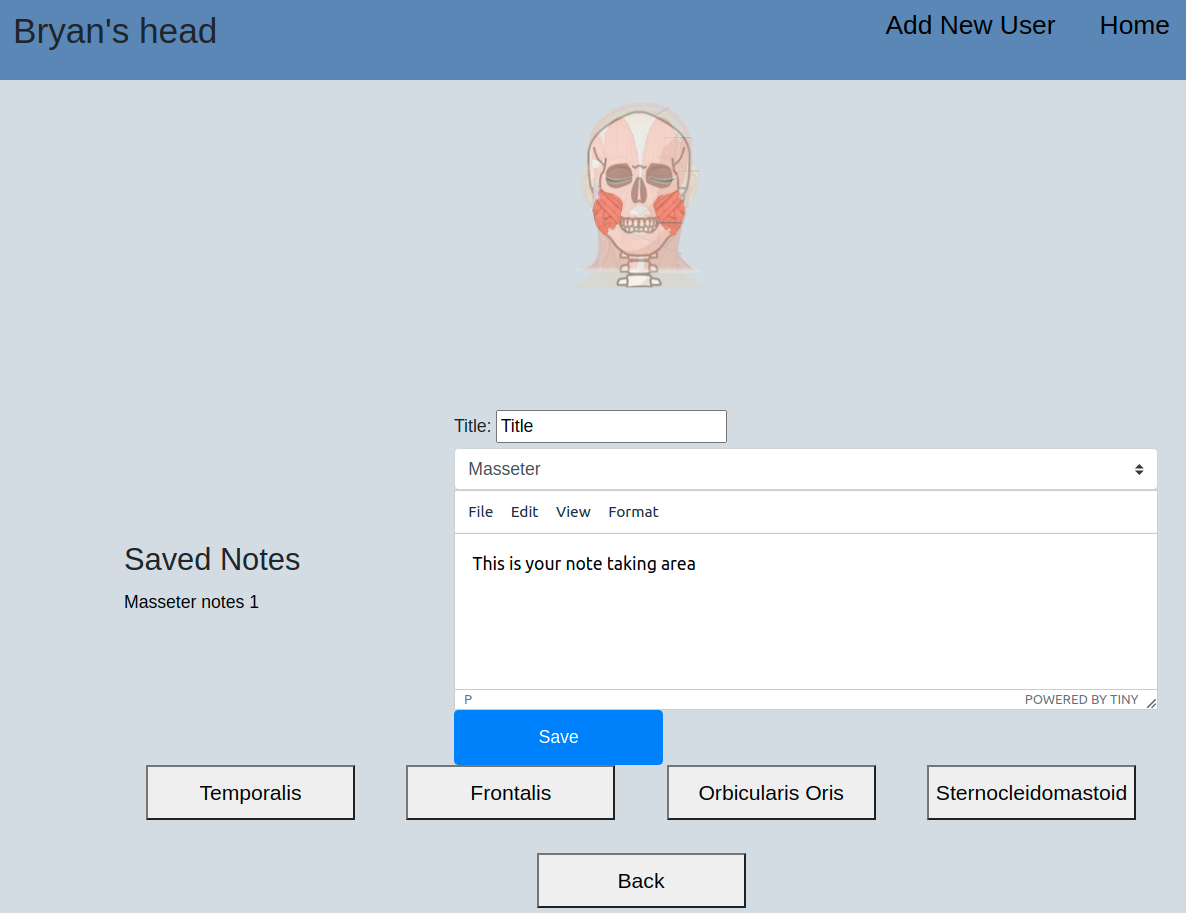 Bryan's head
Add New User Home
Title: Title
Masseter
File Edit View Format
This is your note taking area
Saved Notes
Masseter notes 1
P POWERED BY TINY
Save
Temporalis Frontalis Orbicularis Oris Sternocleidomastoid
Back